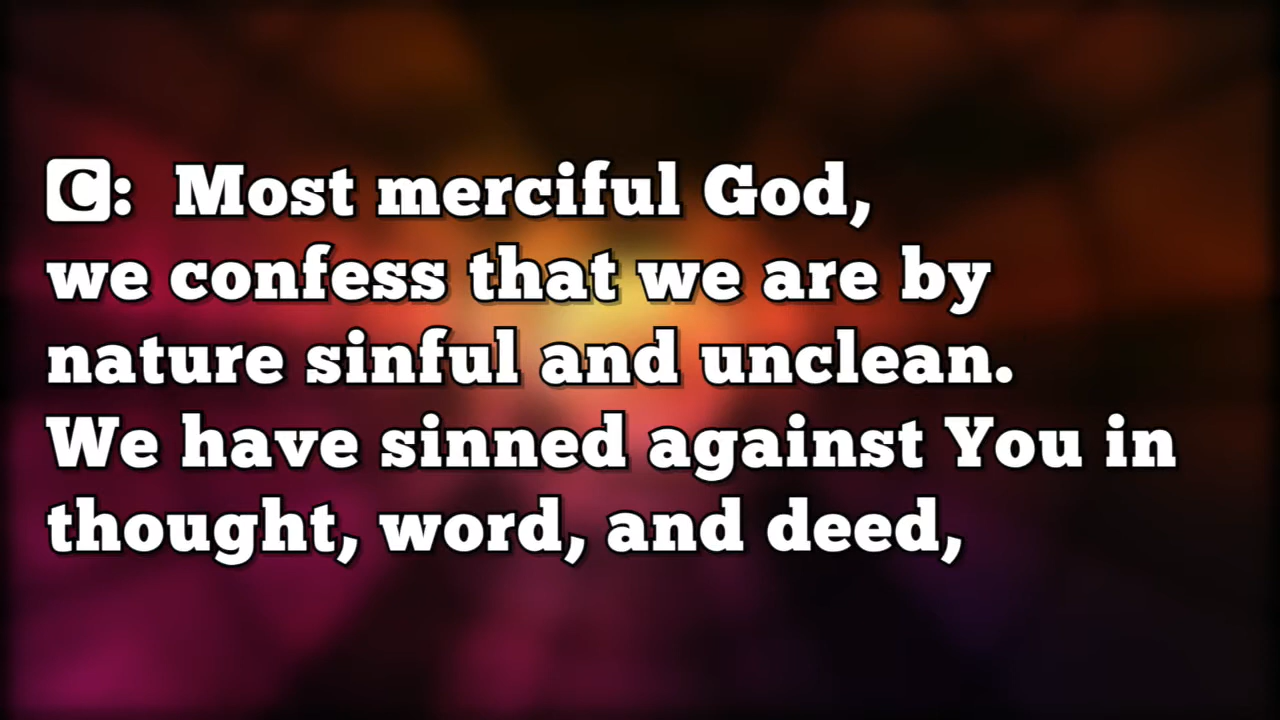 C: Most merciful God,
we confess that we are by
nature sinful and unclean.
We have sinned against You in
thought, word, and deed,